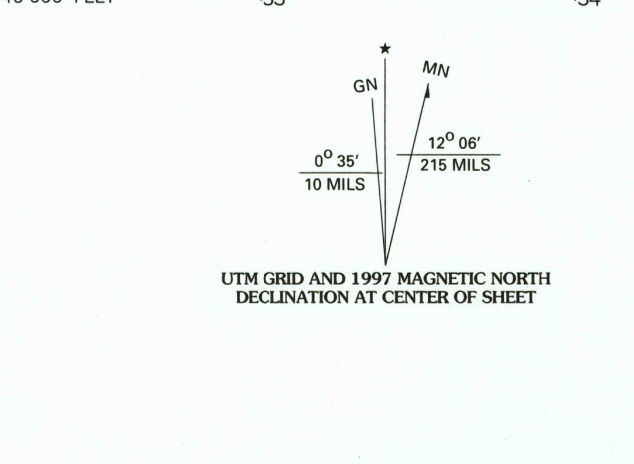 GN
MN
0° 35′
10 MILS
12° 06′
215 MILS
UTM GRID AND 1997 MAGNETIC NORTH
DECLINATION AT CENTER OF SHEET